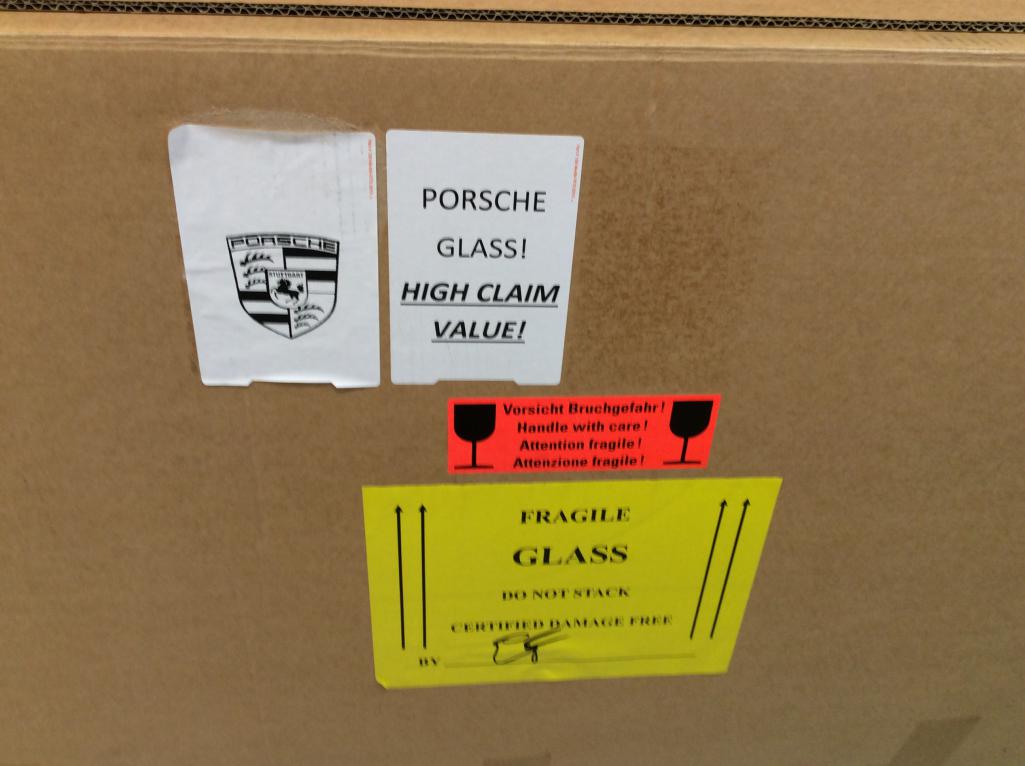 PORSCHE
STUTTGART
PORSCHE
GLASS!
HIGH CLAIM
VALUE!
Vorsicht Bruchgefahr!
Handle with care!
Attention fragile!
Attenzione fragile!
FRAGILE
GLASS
DO NOT STACK
CERTIFIED DAMAGE FREE
BY